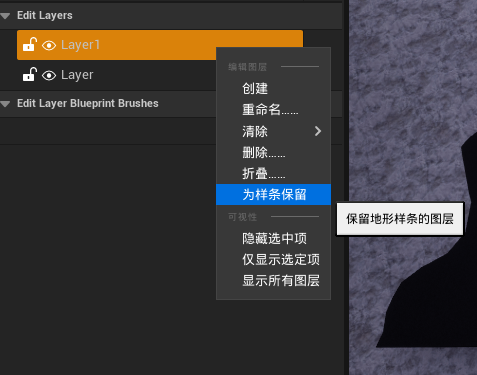 Edit Layers
Layer1
Layer
Edit Layer Blueprint Brushes
编辑图层
创建
重命名......
清除
删除......
折叠......
为样条保留
保留地形样条的图层
可视性
隐藏选中项
仅显示选定项
显示所有图层